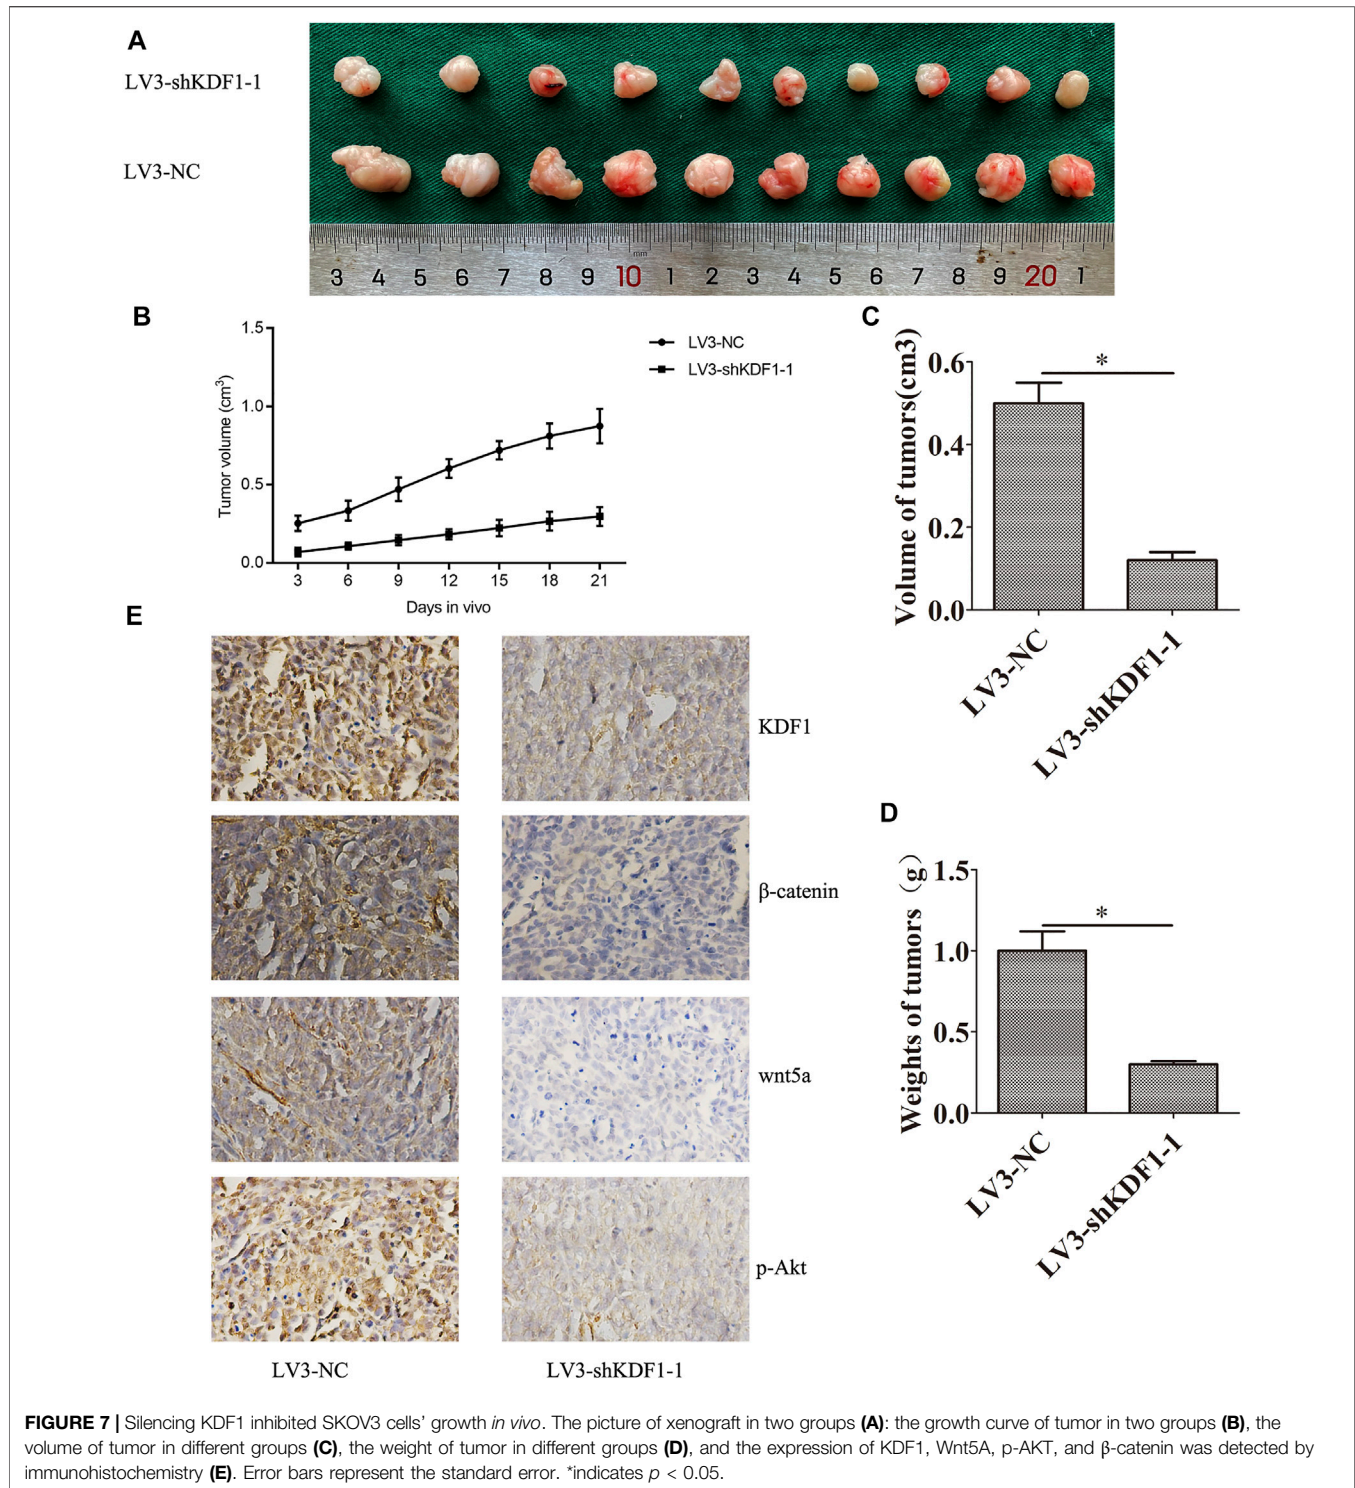 A
LV3-shKDF1-1
LV3-NC
mm
3 4 5 6 7 8 9 10 1 2 3 4 5 6 7 8 9 20 1
B
1.5
1.0
0.5
0.0
Tumor volume (cm³)
3 6 9 12 15 18 21
Days in vivo
LV3-NC
LV3-shKDF1-1
C
Volume of tumors(cm3)
0.6
0.4
0.2
0.0
*
LV3-NC
LV3-shKDF1-1
D
Weights of tumors （g）
1.5
1.0
0.5
0.0
*
LV3-NC
LV3-shKDF1-1
E
KDF1
β-catenin
wnt5a
p-Akt
LV3-NC LV3-shKDF1-1
FIGURE 7 | Silencing KDF1 inhibited SKOV3 cells’ growth in vivo. The picture of xenograft in two groups (A): the growth curve of tumor in two groups (B), the
volume of tumor in different groups (C), the weight of tumor in different groups (D), and the expression of KDF1, Wnt5A, p-AKT, and β-catenin was detected by
immunohistochemistry (E). Error bars represent the standard error. *indicates p < 0.05.